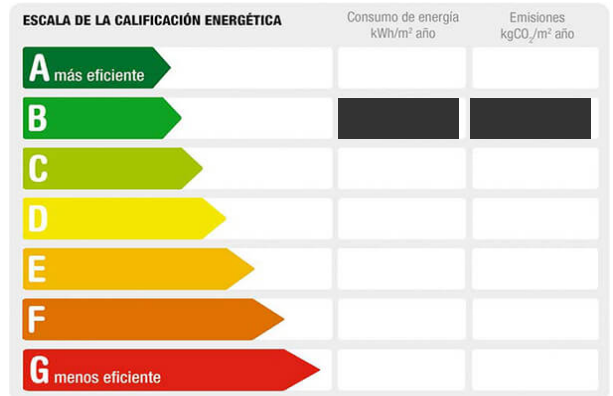 ESCALA DE LA CALIFICACIÓN ENERGÉTICA
Consumo de energía
kWh/m² año
Emisiones
kgCO₂/m² año
A más eficiente
B
C
D
E
F
G menos eficiente